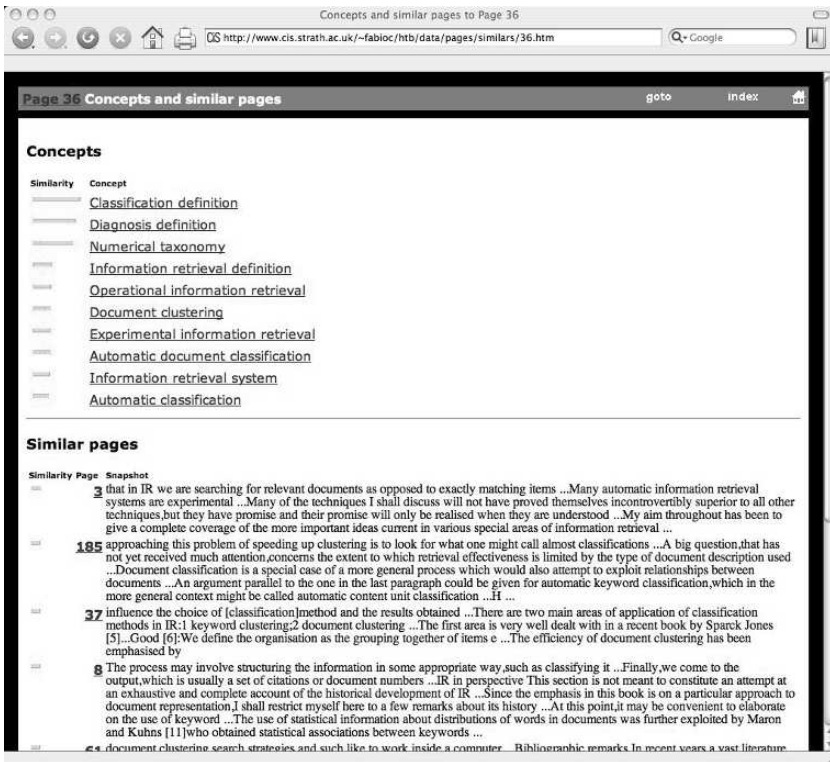 Concepts and similar pages to Page 36
http://www.cis.strath.ac.uk/~fabioc/htb/data/pages/similars/36.htm
Google
Page 36 Concepts and similar pages
goto
index
Concepts
Similarity Concept
Classification definition
Diagnosis definition
Numerical taxonomy
Information retrieval definition
Operational information retrieval
Document clustering
Experimental information retrieval
Automatic document classification
Information retrieval system
Automatic classification
Similar pages
Similarity Page Snapshot
3 that in IR we are searching for relevant documents as opposed to exactly matching items ...Many automatic information retrieval
systems are experimental ...Many of the techniques I shall discuss will not have proved themselves incontrovertibly superior to all other
techniques,but they have promise and their promise will only be realised when they are understood ...My aim throughout has been to
give a complete coverage of the more important ideas current in various special areas of information retrieval ...
185 approaching this problem of speeding up clustering is to look for what one might call almost classifications ...A big question,that has
not yet received much attention,concerns the extent to which retrieval effectiveness is limited by the type of document description used
...Document classification is a special case of a more general process which would also attempt to exploit relationships between
documents ...An argument parallel to the one in the last paragraph could be given for automatic keyword classification,which in the
more general context might be called automatic content unit classification ...H ...
37 influence the choice of [classification]method and the results obtained ...There are two main areas of application of classification
methods in IR:1 keyword clustering;2 document clustering ...The first area is very well dealt with in a recent book by Sparck Jones
[5]...Good [6]:We define the organisation as the grouping together of items e ...The efficiency of document clustering has been
emphasised by
8 The process may involve structuring the information in some appropriate way,such as classifying it ...Finally,we come to the
output,which is usually a set of citations or document numbers ...IR in perspective This section is not meant to constitute an attempt at
an exhaustive and complete account of the historical development of IR ...Since the emphasis in this book is on a particular approach to
document representation,I shall restrict myself here to a few remarks about its history ...At this point,it may be convenient to elaborate
on the use of keyword ...The use of statistical information about distributions of words in documents was further exploited by Maron
and Kuhns [11]who obtained statistical associations between keywords ...
61 document clustering search strategies and such like to work inside a computer ...Bibliographic remarks In recent years a vast literature